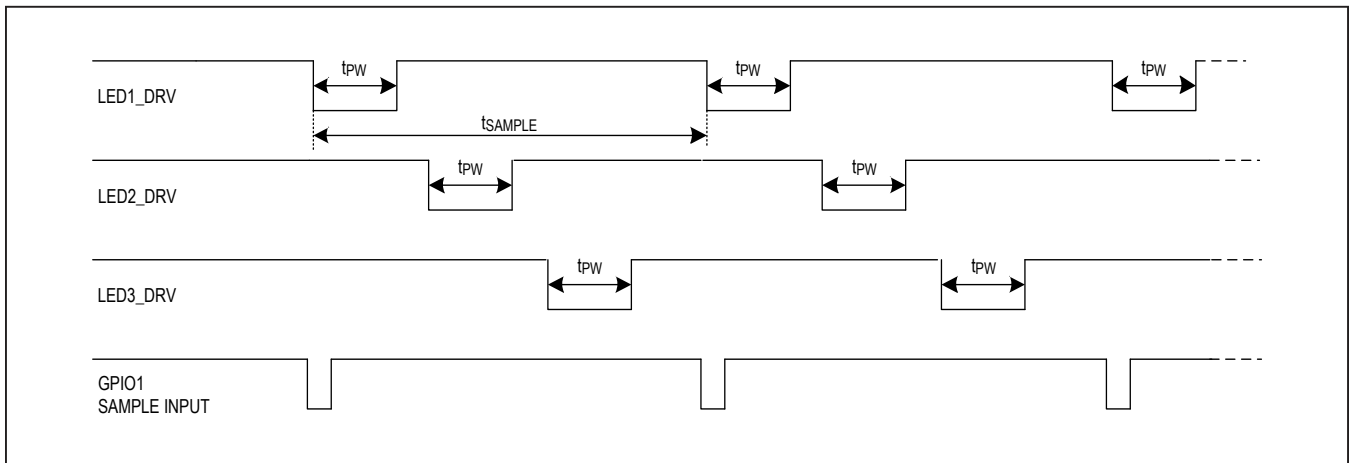 tPW tPW tPW
LED1_DRV
tSAMPLE
tPW tPW
LED2_DRV
tPW tPW
LED3_DRV
GPIO1
SAMPLE INPUT